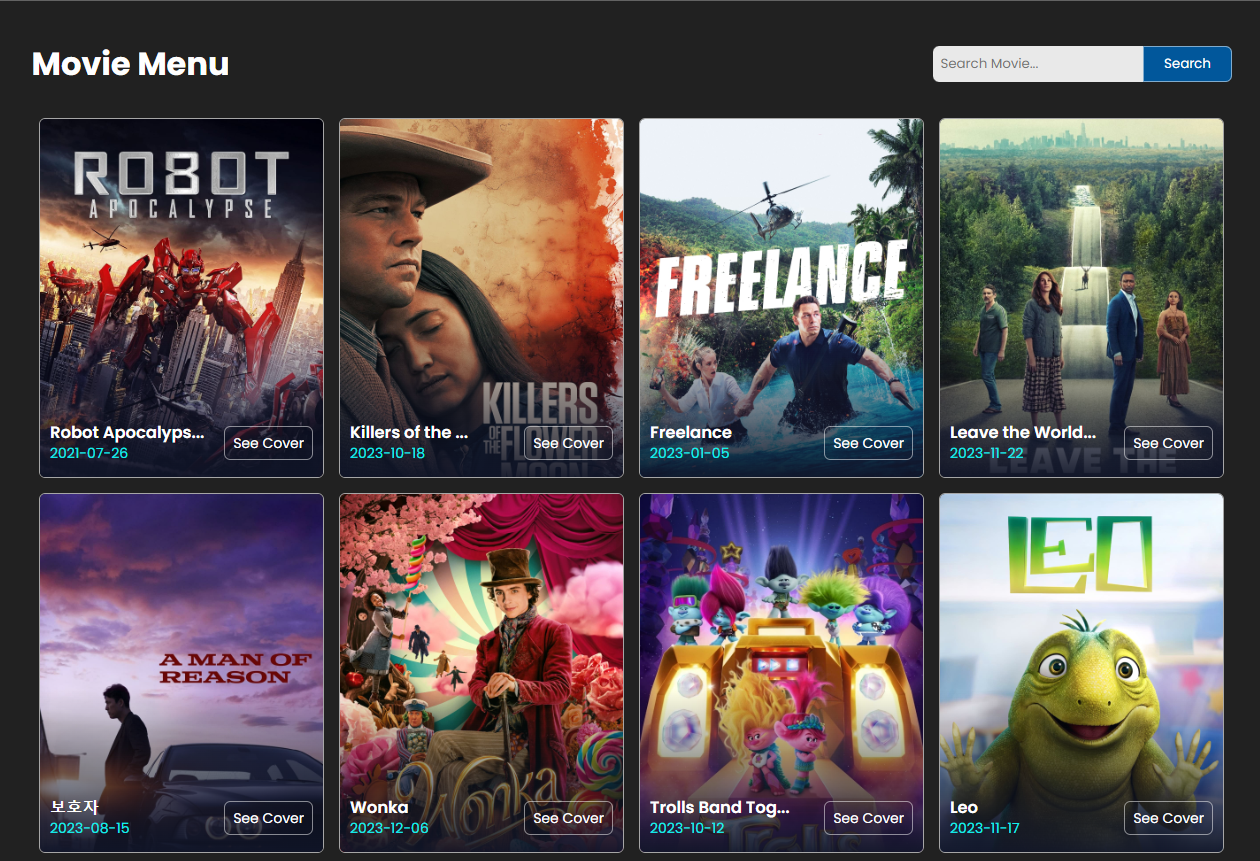 Movie Menu
Search Movie...
Search
ROBOT
APOCALYPSE
Robot Apocalyps...
2021-07-26
See Cover
KILLERS
OF THE FLOWER
MOON
Killers of the ...
2023-10-18
See Cover
FREELANCE
Freelance
2023-01-05
See Cover
LEAVE THE
Leave the World...
2023-11-22
See Cover
A MAN OF
REASON
보호자
2023-08-15
See Cover
Wonka
Wonka
2023-12-06
See Cover
Trolls
Trolls Band Tog...
2023-10-12
See Cover
LEO
Leo
2023-11-17
See Cover